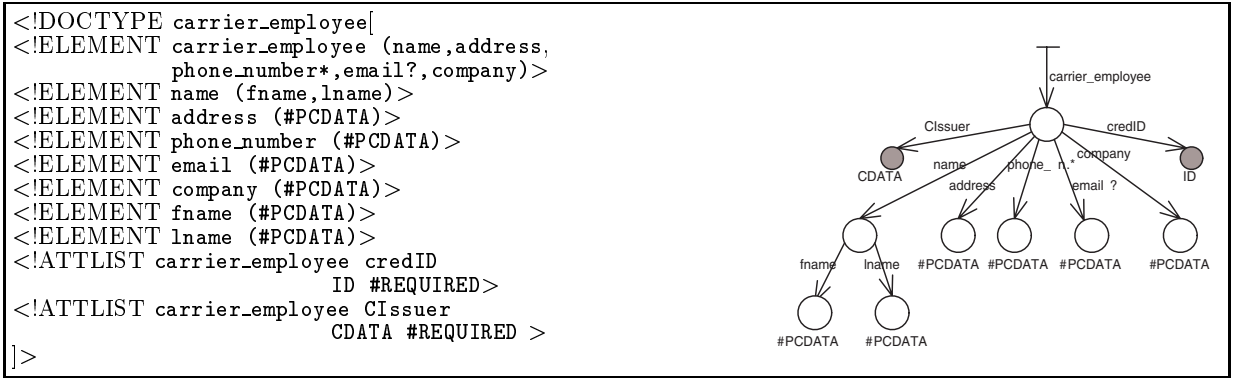 <!DOCTYPE carrier_employee[
<!ELEMENT carrier_employee (name,address,
phone_number*,email?,company)>
<!ELEMENT name (fname,lname)>
<!ELEMENT address (#PCDATA)>
<!ELEMENT phone_number (#PCDATA)>
<!ELEMENT email (#PCDATA)>
<!ELEMENT company (#PCDATA)>
<!ELEMENT fname (#PCDATA)>
<!ELEMENT lname (#PCDATA)>
<!ATTLIST carrier_employee credID
ID #REQUIRED>
<!ATTLIST carrier_employee CIssuer
CDATA #REQUIRED >
]>
carrier_employee
CIssuer
credID
name
phone_ n.*
company
CDATA
ID
address
email ?
fname
lname
#PCDATA
#PCDATA
#PCDATA
#PCDATA
#PCDATA
#PCDATA